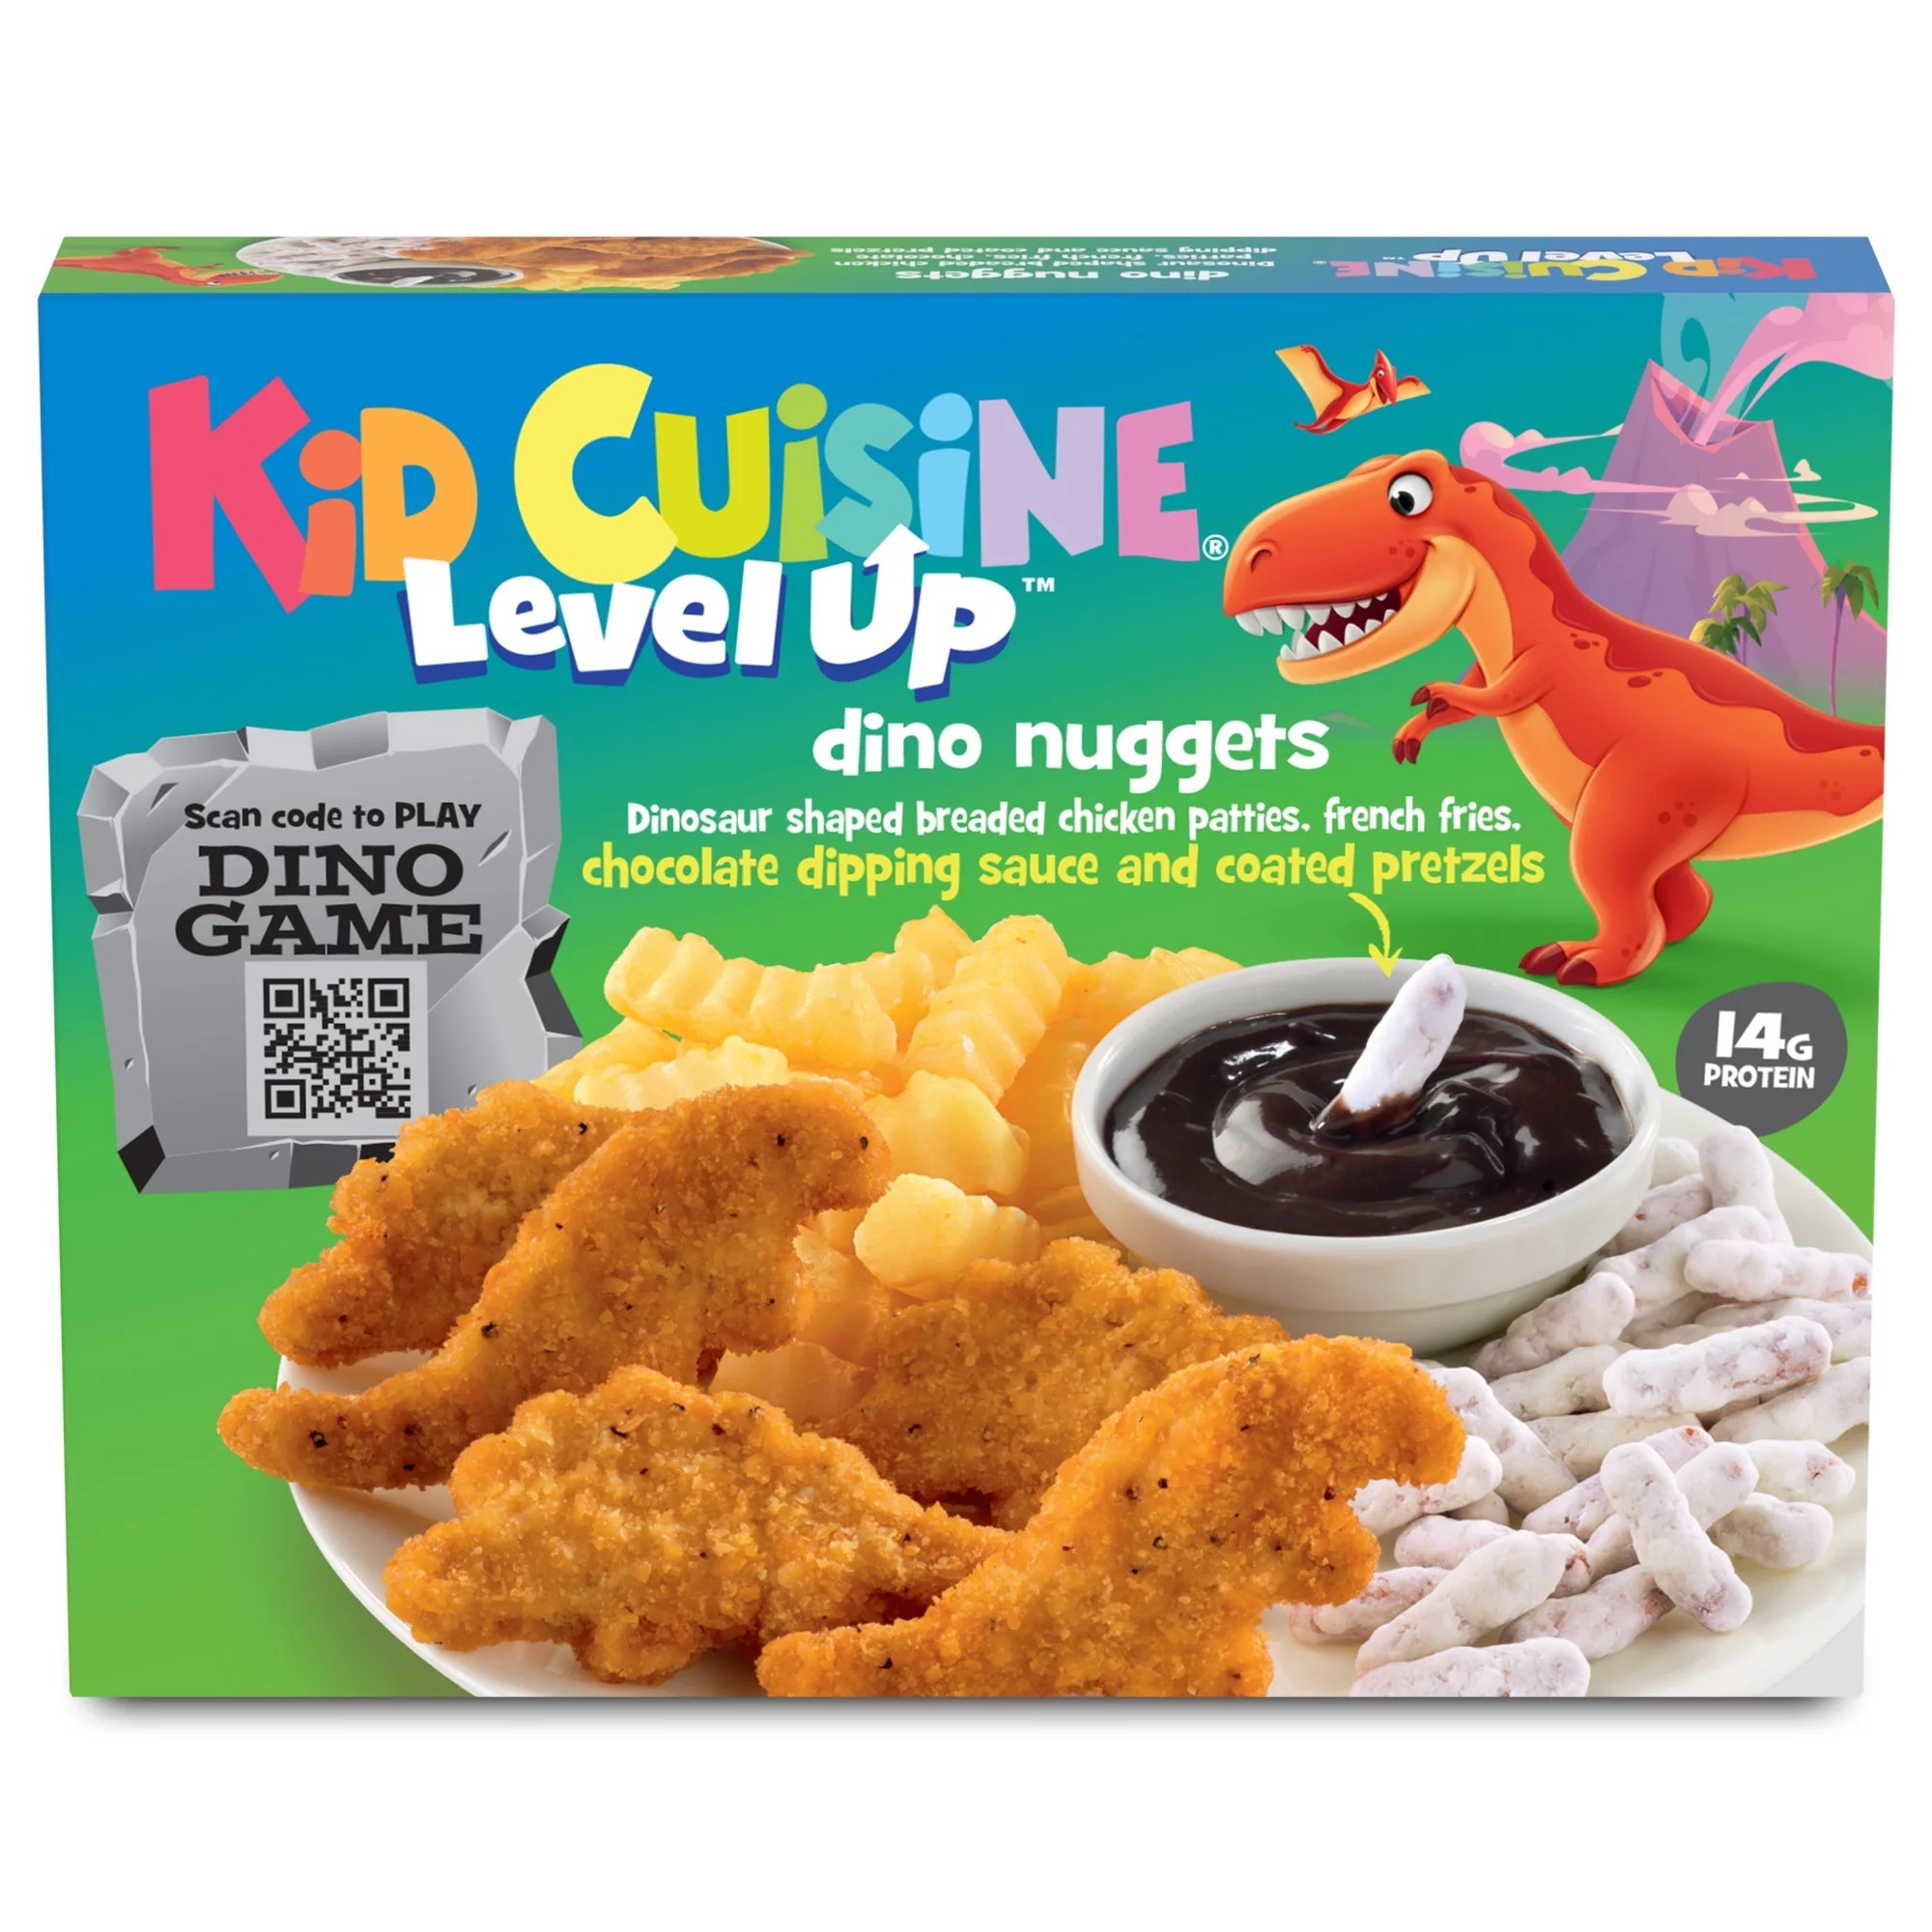 dino nuggets
Dinosaur shaped breaded chicken
patties, french fries, chocolate
dipping sauce and coated pretzels
KiD CUiSiNE®
Level Up™
KiD CUiSiNE®
Level Up™
dino nuggets
Dinosaur shaped breaded chicken patties, french fries,
chocolate dipping sauce and coated pretzels
Scan code to PLAY
DINO
GAME
14G
PROTEIN